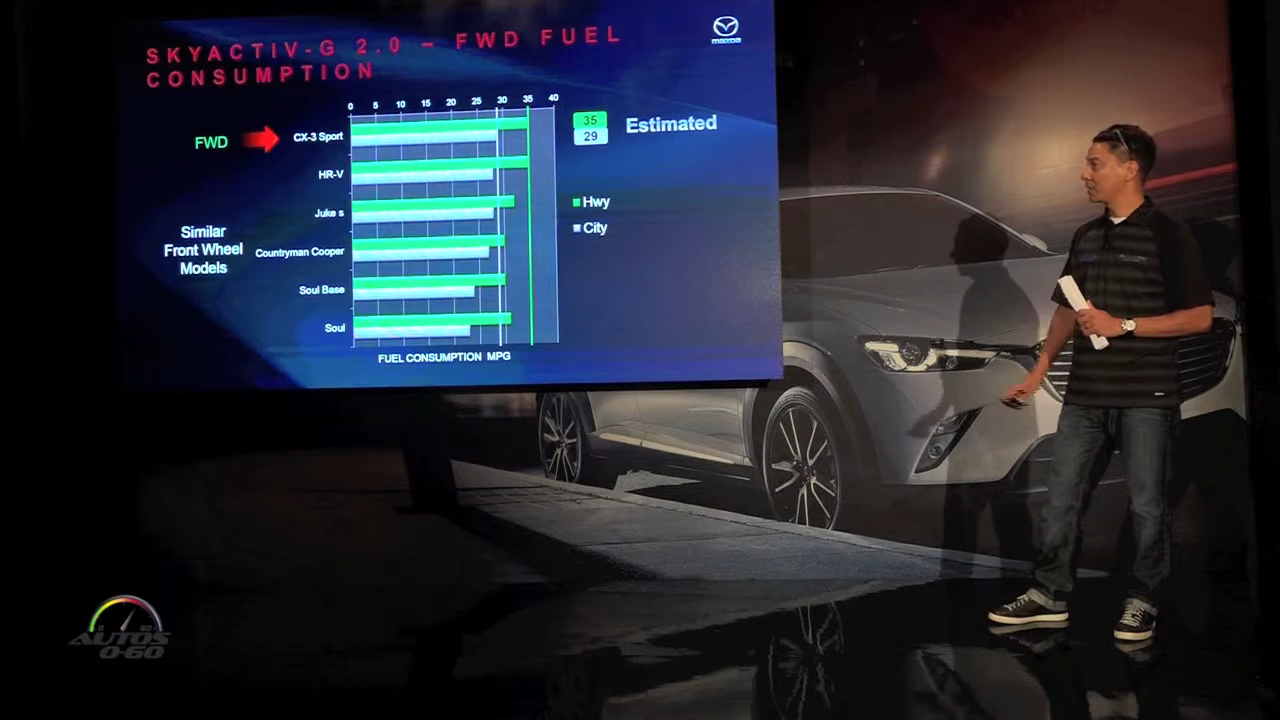 SKYACTIV-G 2.0 – FWD FUEL
CONSUMPTION
mazda
0 5 10 15 20 25 30 35 40
FWD
CX-3 Sport
HR-V
Juke s
Countryman Cooper
Soul Base
Soul
Similar
Front Wheel
Models
FUEL CONSUMPTION MPG
35
29
Estimated
Hwy
City
AUTOS
0-60